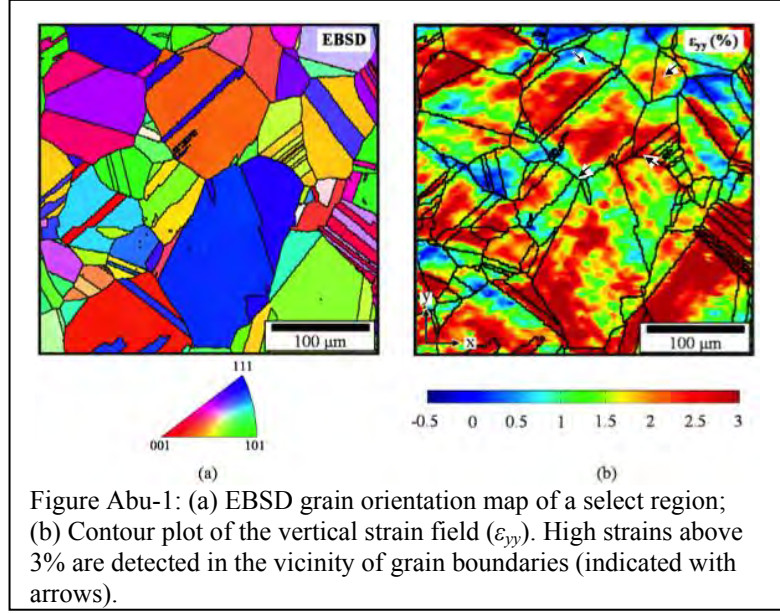 EBSD
ε_yy (%)
y
x
100 μm
100 μm
111
001
101
-0.5 0 0.5 1 1.5 2 2.5 3
(a)
(b)
Figure Abu-1: (a) EBSD grain orientation map of a select region;
(b) Contour plot of the vertical strain field (ε_yy). High strains above
3% are detected in the vicinity of grain boundaries (indicated with
arrows).